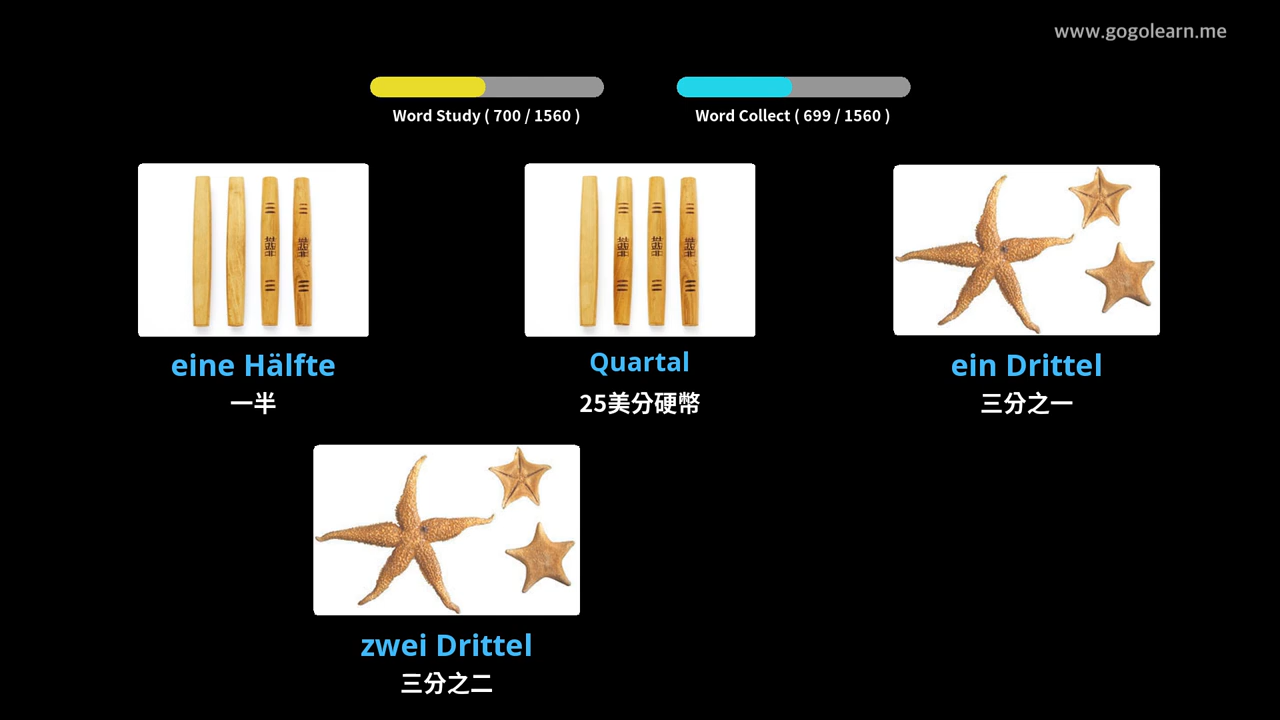 www.gogolearn.me
Word Study ( 700 / 1560 )
Word Collect ( 699 / 1560 )
eine Hälfte
一半
Quartal
25美分硬幣
ein Drittel
三分之一
zwei Drittel
三分之二